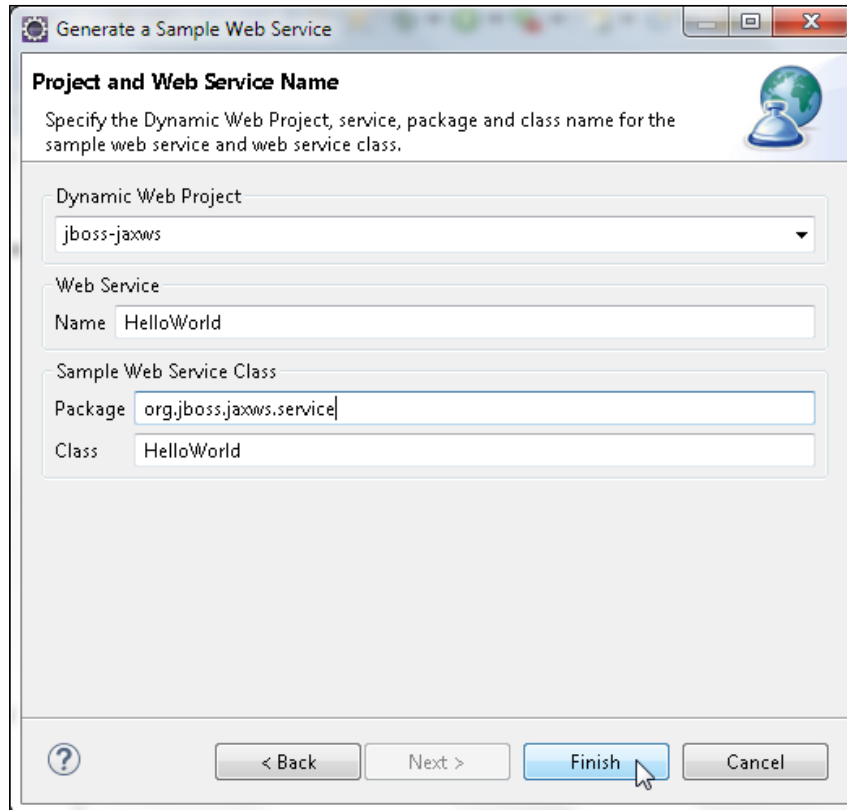 Generate a Sample Web Service
Project and Web Service Name
Specify the Dynamic Web Project, service, package and class name for the
sample web service and web service class.
Dynamic Web Project
jboss-jaxws
Web Service
Name HelloWorld
Sample Web Service Class
Package org.jboss.jaxws.service
Class HelloWorld
? < Back Next > Finish Cancel